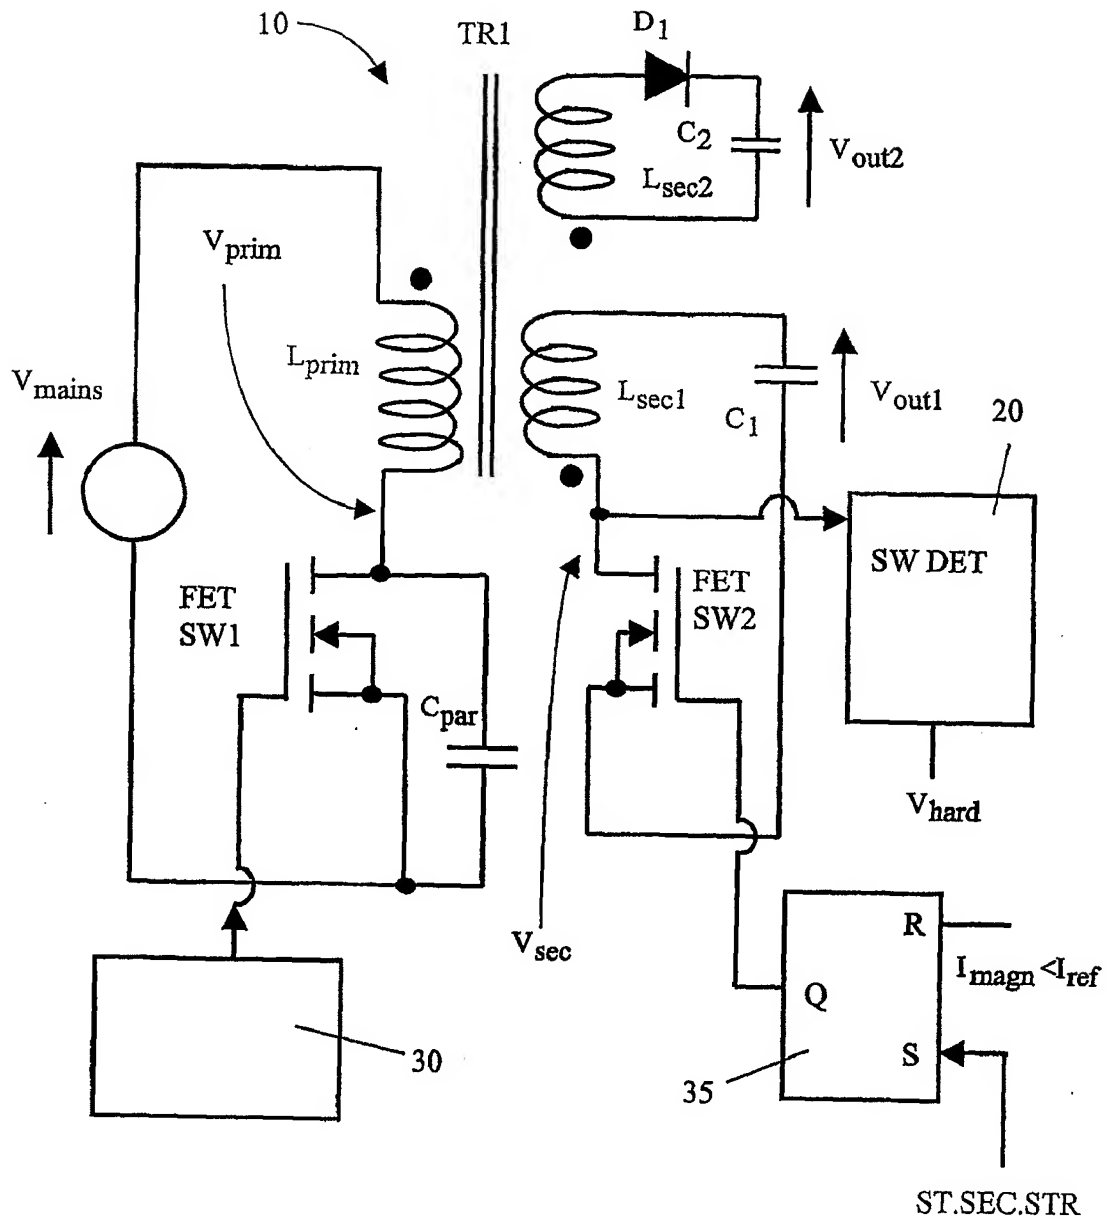 10
TR1
D1
C2
Lsec2
Vout2
Vprim
Lprim
Vmains
Lsec1
C1
Vout1
20
SW DET
FET
SW1
FET
SW2
Cpar
Vhard
Vsec
R
Imagn<Iref
Q
S
30
35
ST.SEC.STR